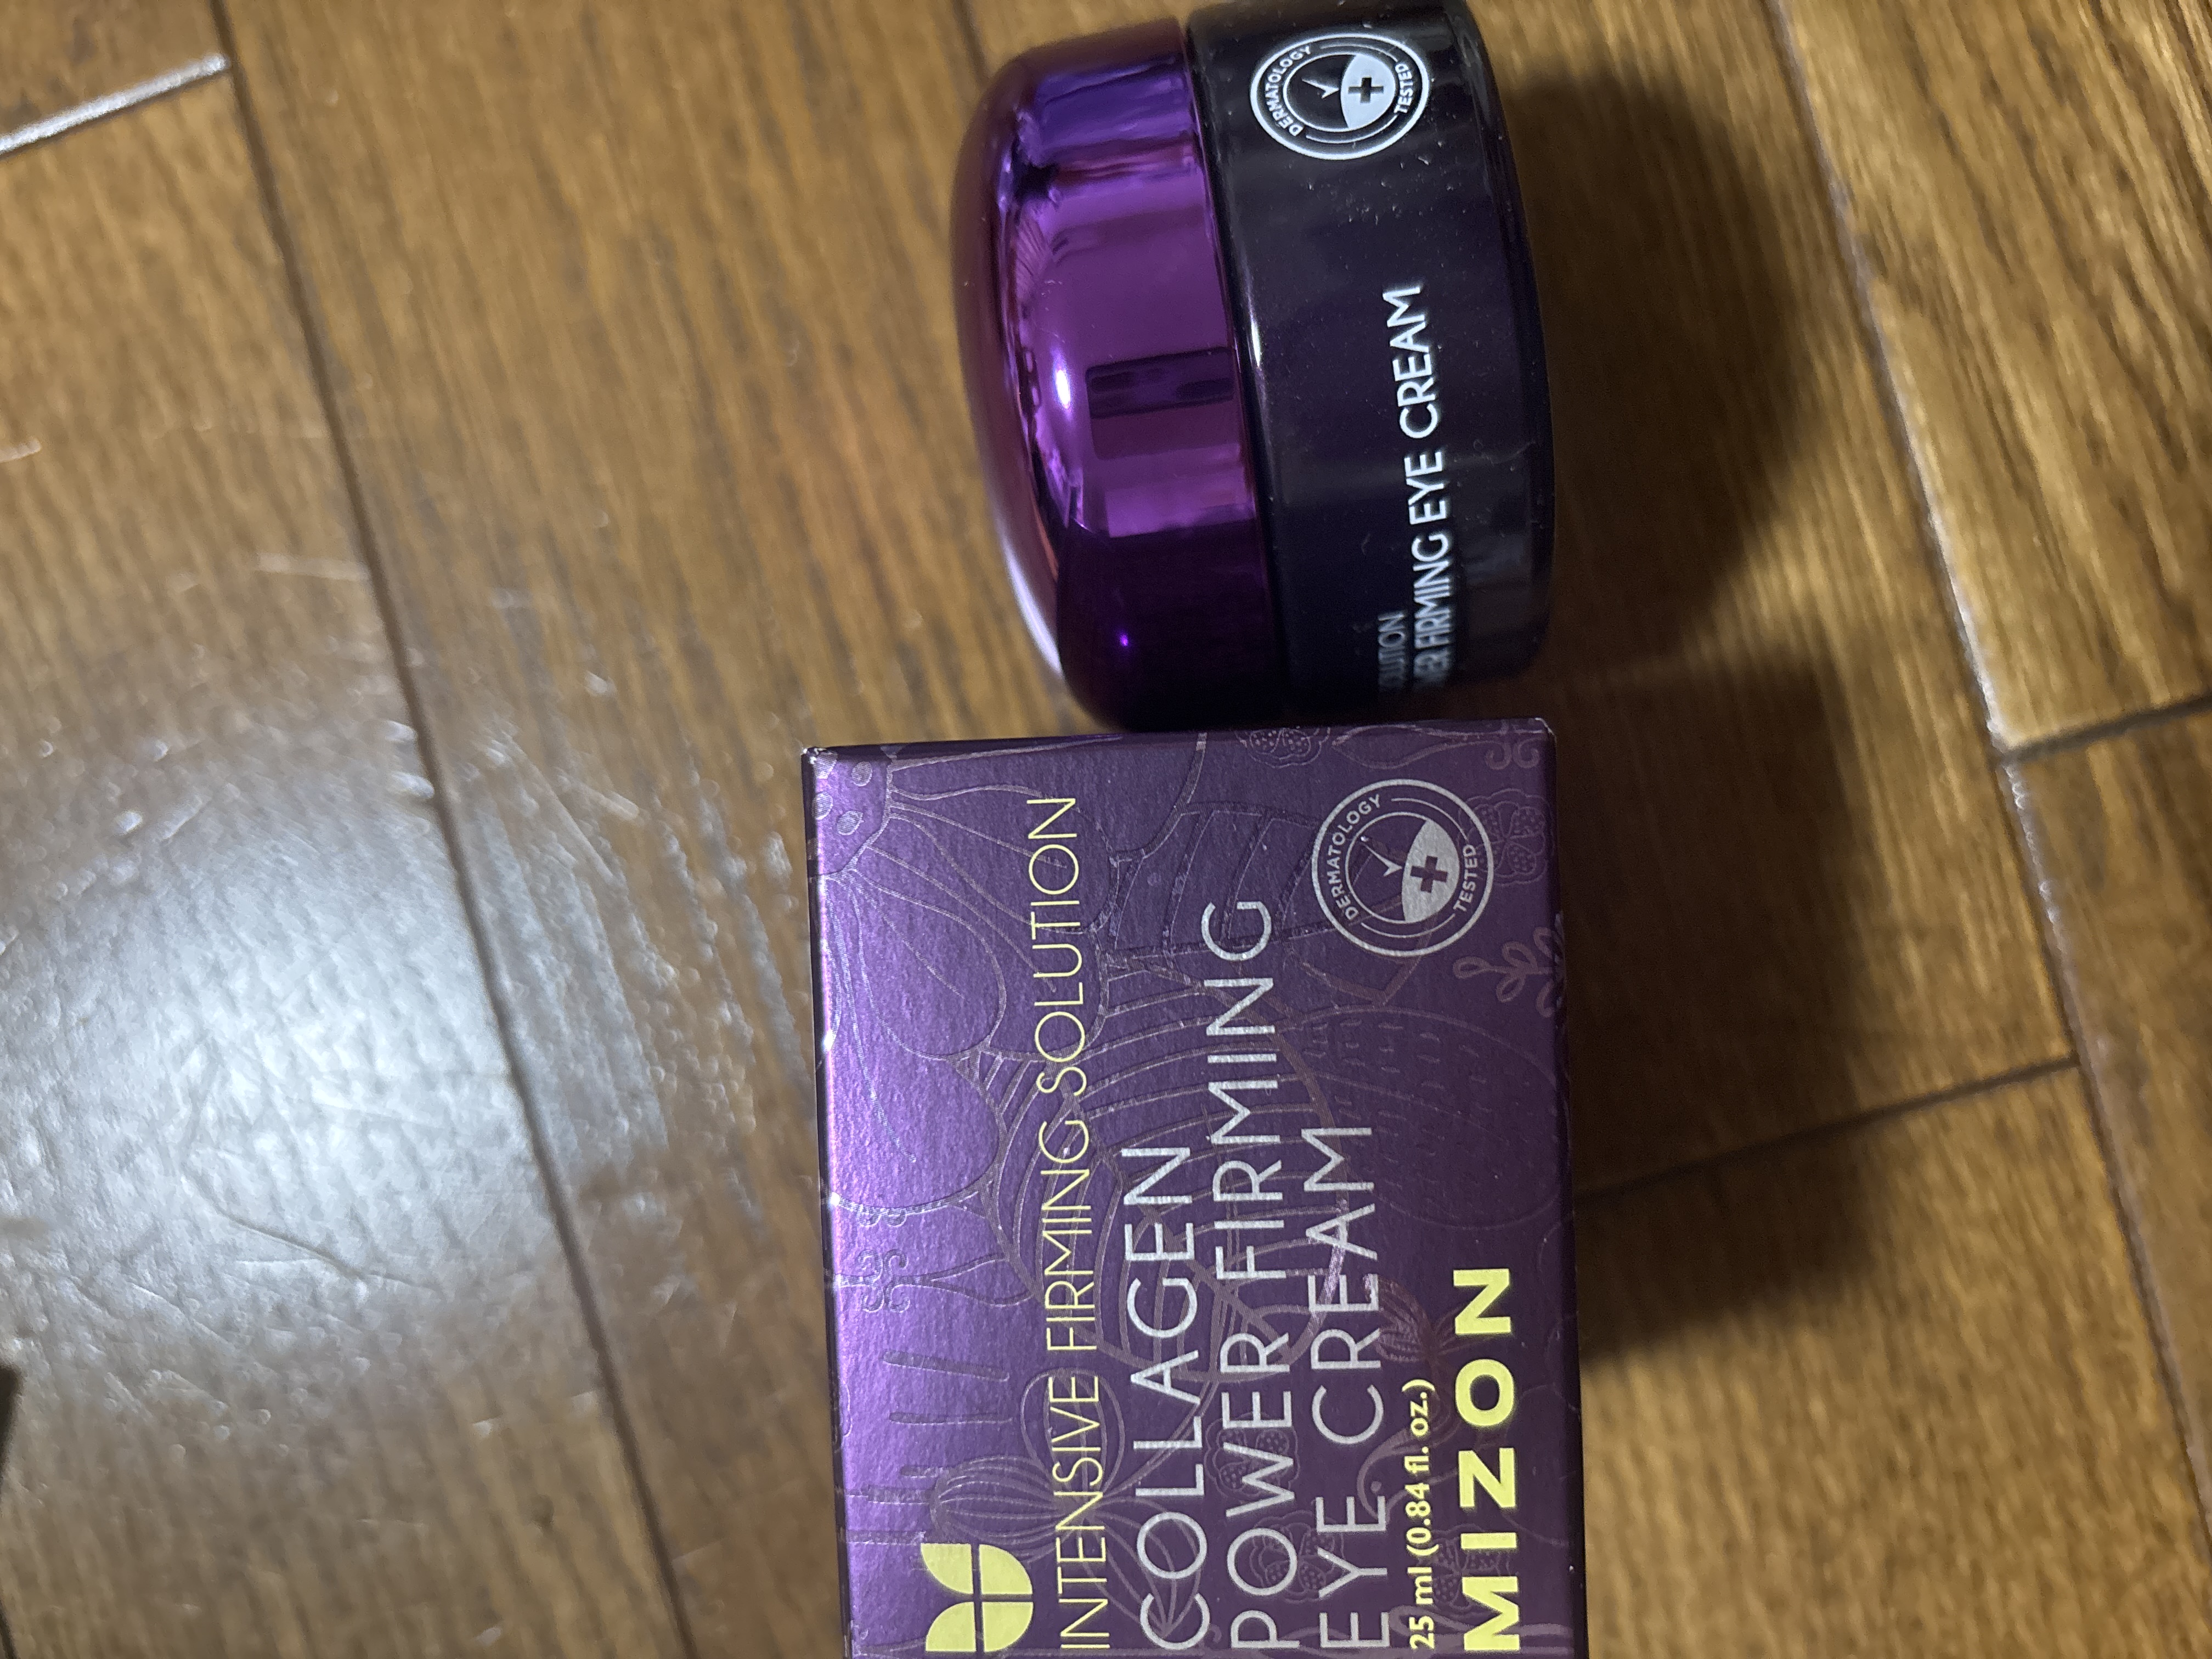 INTENSIVE FIRMING SOLUTION
COLLAGEN
POWER FIRMING
EYE CREAM
25 ml (0.84 fl. oz.)
MIZON
DERMATOLOGY
TESTED
FIRMING EYE CREAM
DERMATOLOGY
TESTED